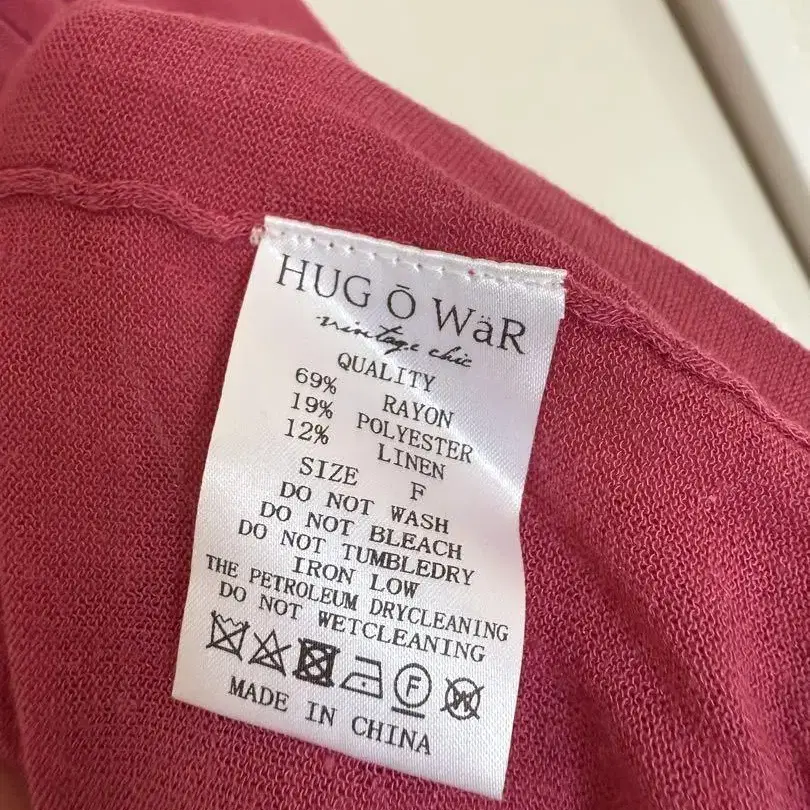 HUG Ō WäR
vintage chic
QUALITY
69% RAYON
19% POLYESTER
12% LINEN
SIZE F
DO NOT WASH
DO NOT BLEACH
DO NOT TUMBLEDRY
IRON LOW
THE PETROLEUM DRYCLEANING
DO NOT WETCLEANING
F W
MADE IN CHINA